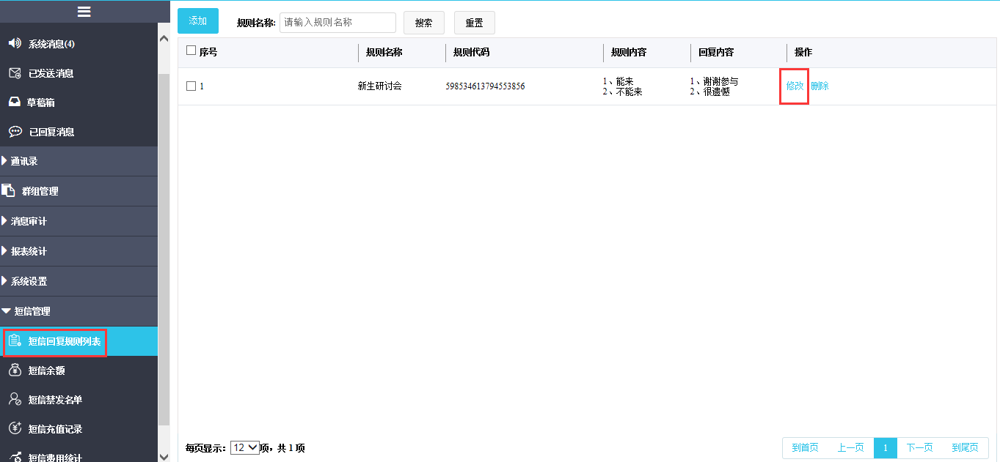 系统消息(4)
已发送消息
草稿箱
已回复消息
通讯录
群组管理
消息审计
报表统计
系统设置
短信管理
短信回复规则列表
短信余额
短信禁发名单
短信充值记录
短信费用统计
添加 规则名称: 请输入规则名称 搜索 重置
序号 规则名称 规则代码 规则内容 回复内容 操作
1 新生研讨会 598534613794553856 1、能来 1、谢谢参与 修改 删除
2、不能来 2、很遗憾
每页显示: 12 项，共 1 项 到首页 上一页 1 下一页 到尾页